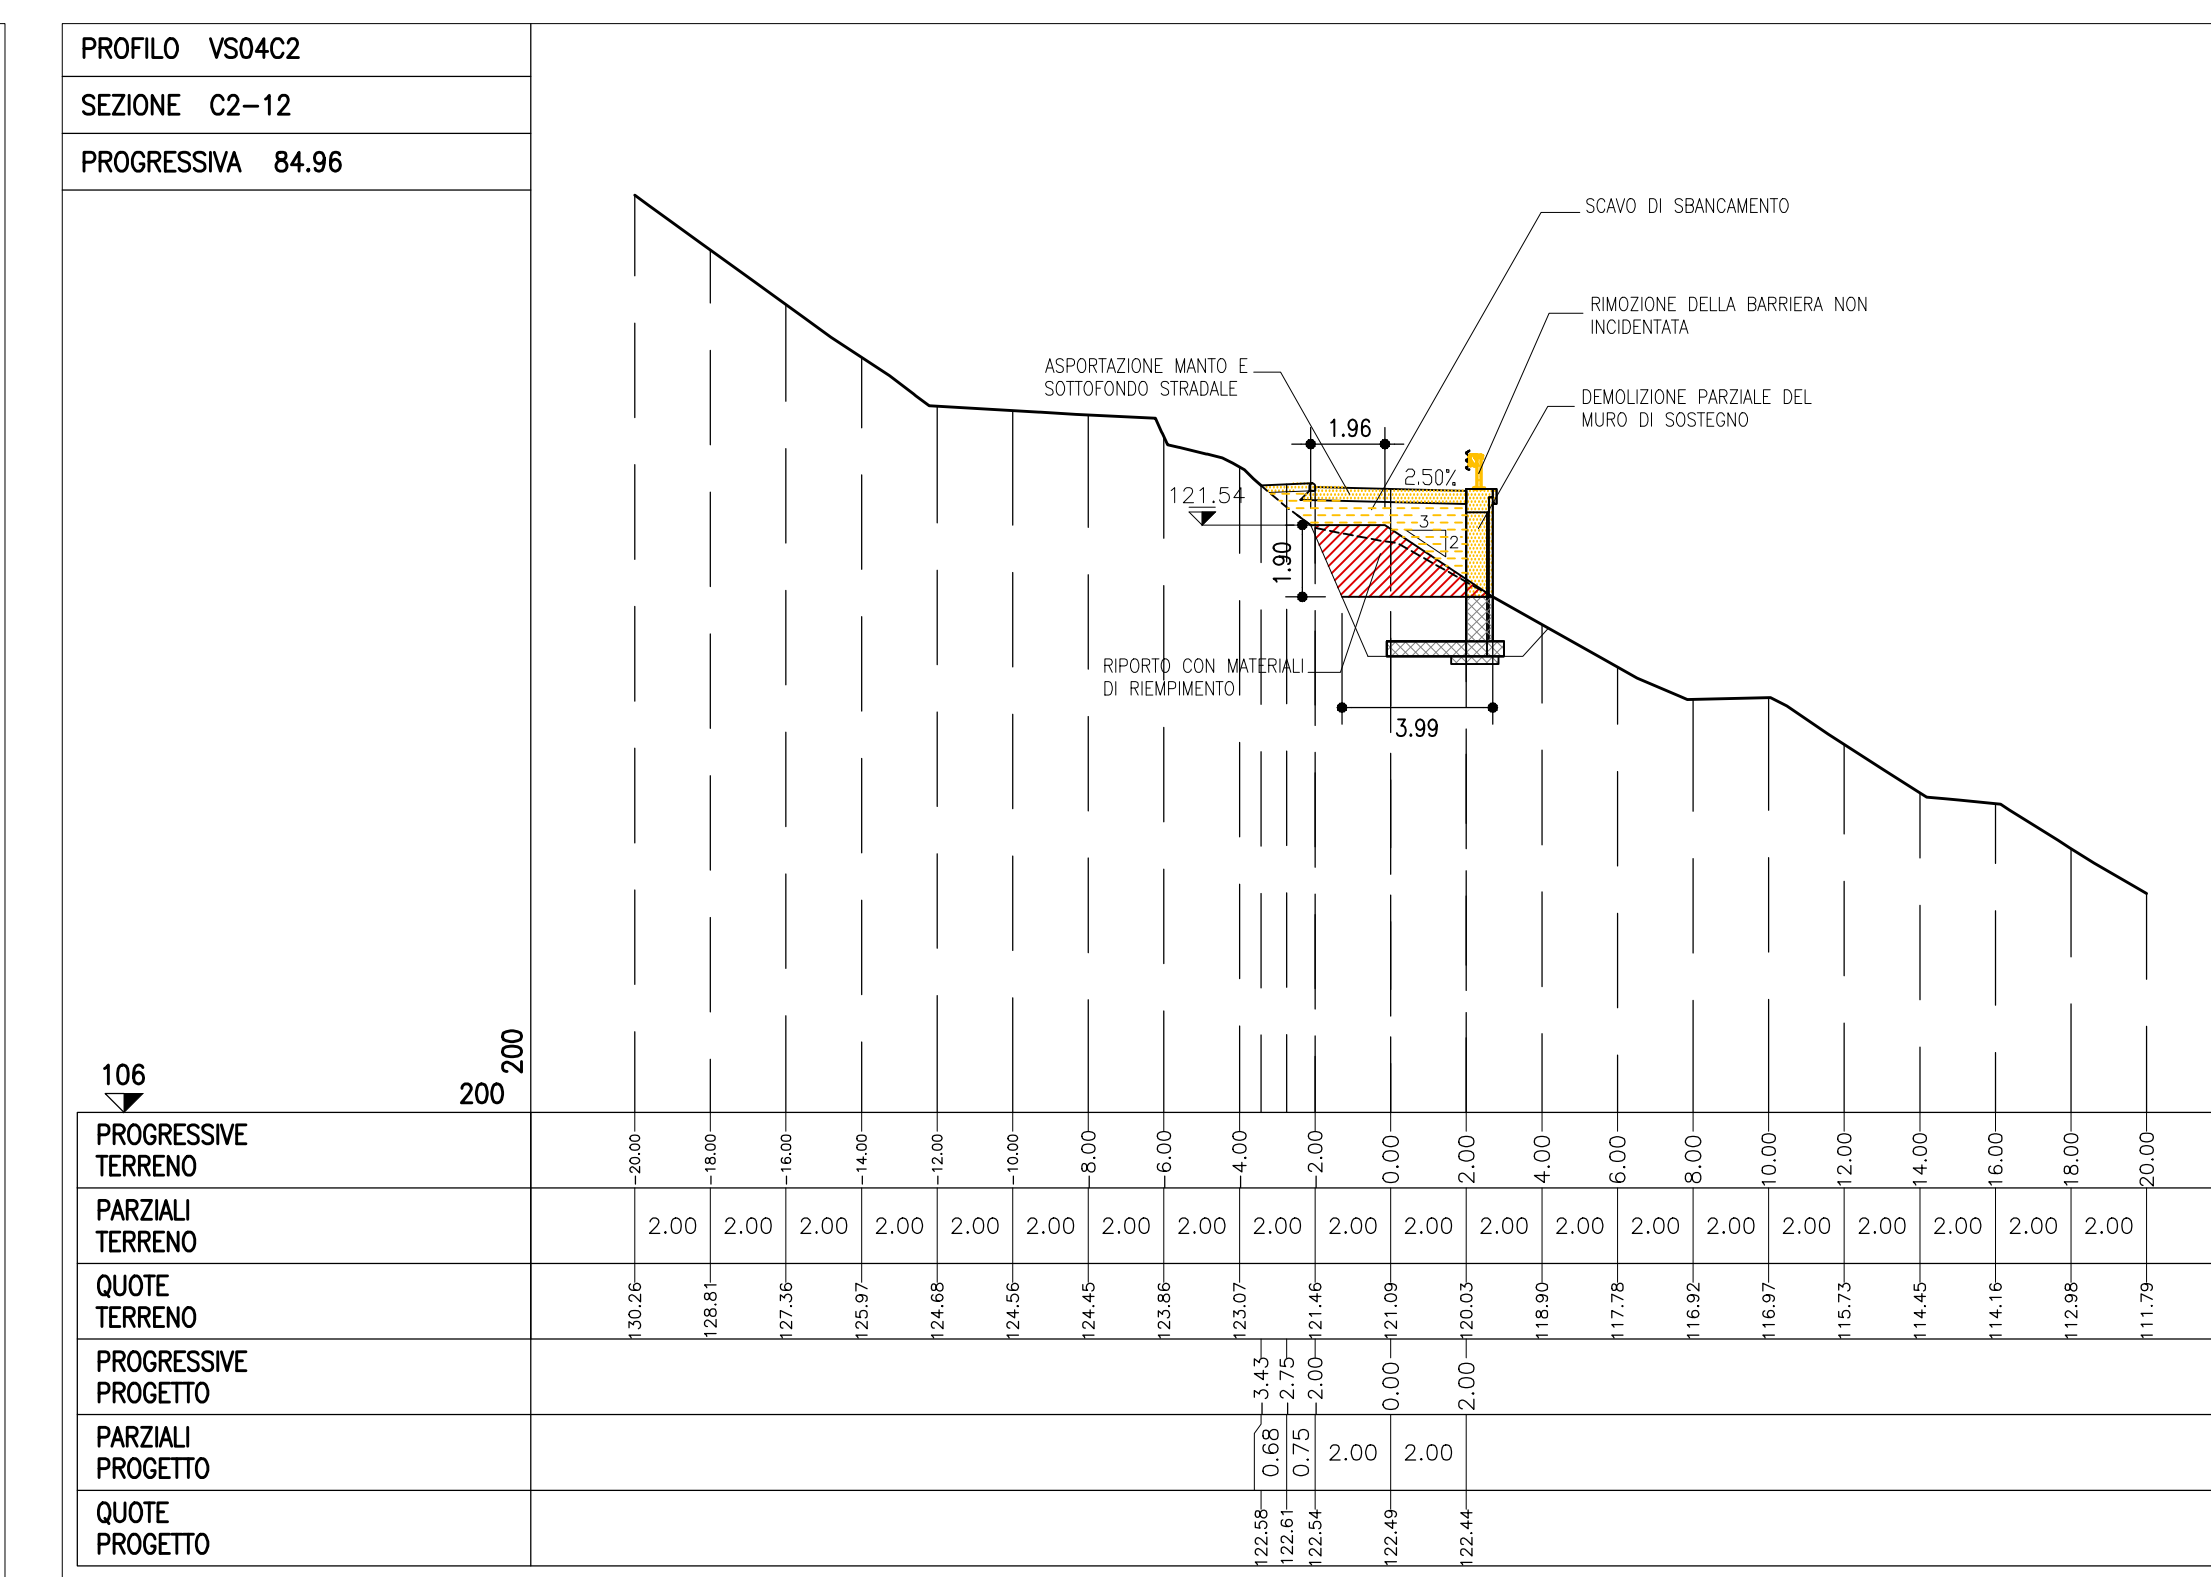 PROFILO VS04C2
SEZIONE C2-12
PROGRESSIVA 84.96
SCAVO DI SBANCAMENTO
RIMOZIONE DELLA BARRIERA NON
INCIDENTATA
ASPORTAZIONE MANTO E
SOTTOFONDO STRADALE
DEMOLIZIONE PARZIALE DEL
MURO DI SOSTEGNO
1.96
2.50%
121.54
3
2
1.90
RIPORTO CON MATERIALI
DI RIEMPIMENTO
3.99
106
200
200
PROGRESSIVE
TERRENO
-20.00 -18.00 -16.00 -14.00 -12.00 -10.00 -8.00 -6.00 -4.00 -2.00 0.00 2.00 4.00 6.00 8.00 10.00 12.00 14.00 16.00 18.00 20.00
PARZIALI
TERRENO
2.00 2.00 2.00 2.00 2.00 2.00 2.00 2.00 2.00 2.00 2.00 2.00 2.00 2.00 2.00 2.00 2.00 2.00 2.00 2.00
QUOTE
TERRENO
130.26 128.81 127.36 125.97 124.68 124.56 124.45 123.86 123.07 121.46 121.09 120.03 118.90 117.78 116.92 116.97 115.73 114.45 114.16 112.98 111.79
PROGRESSIVE
PROGETTO
-3.43 -2.75 -2.00 0.00 2.00
PARZIALI
PROGETTO
0.68 0.75 2.00 2.00
QUOTE
PROGETTO
122.58 122.61 122.54 122.49 122.44